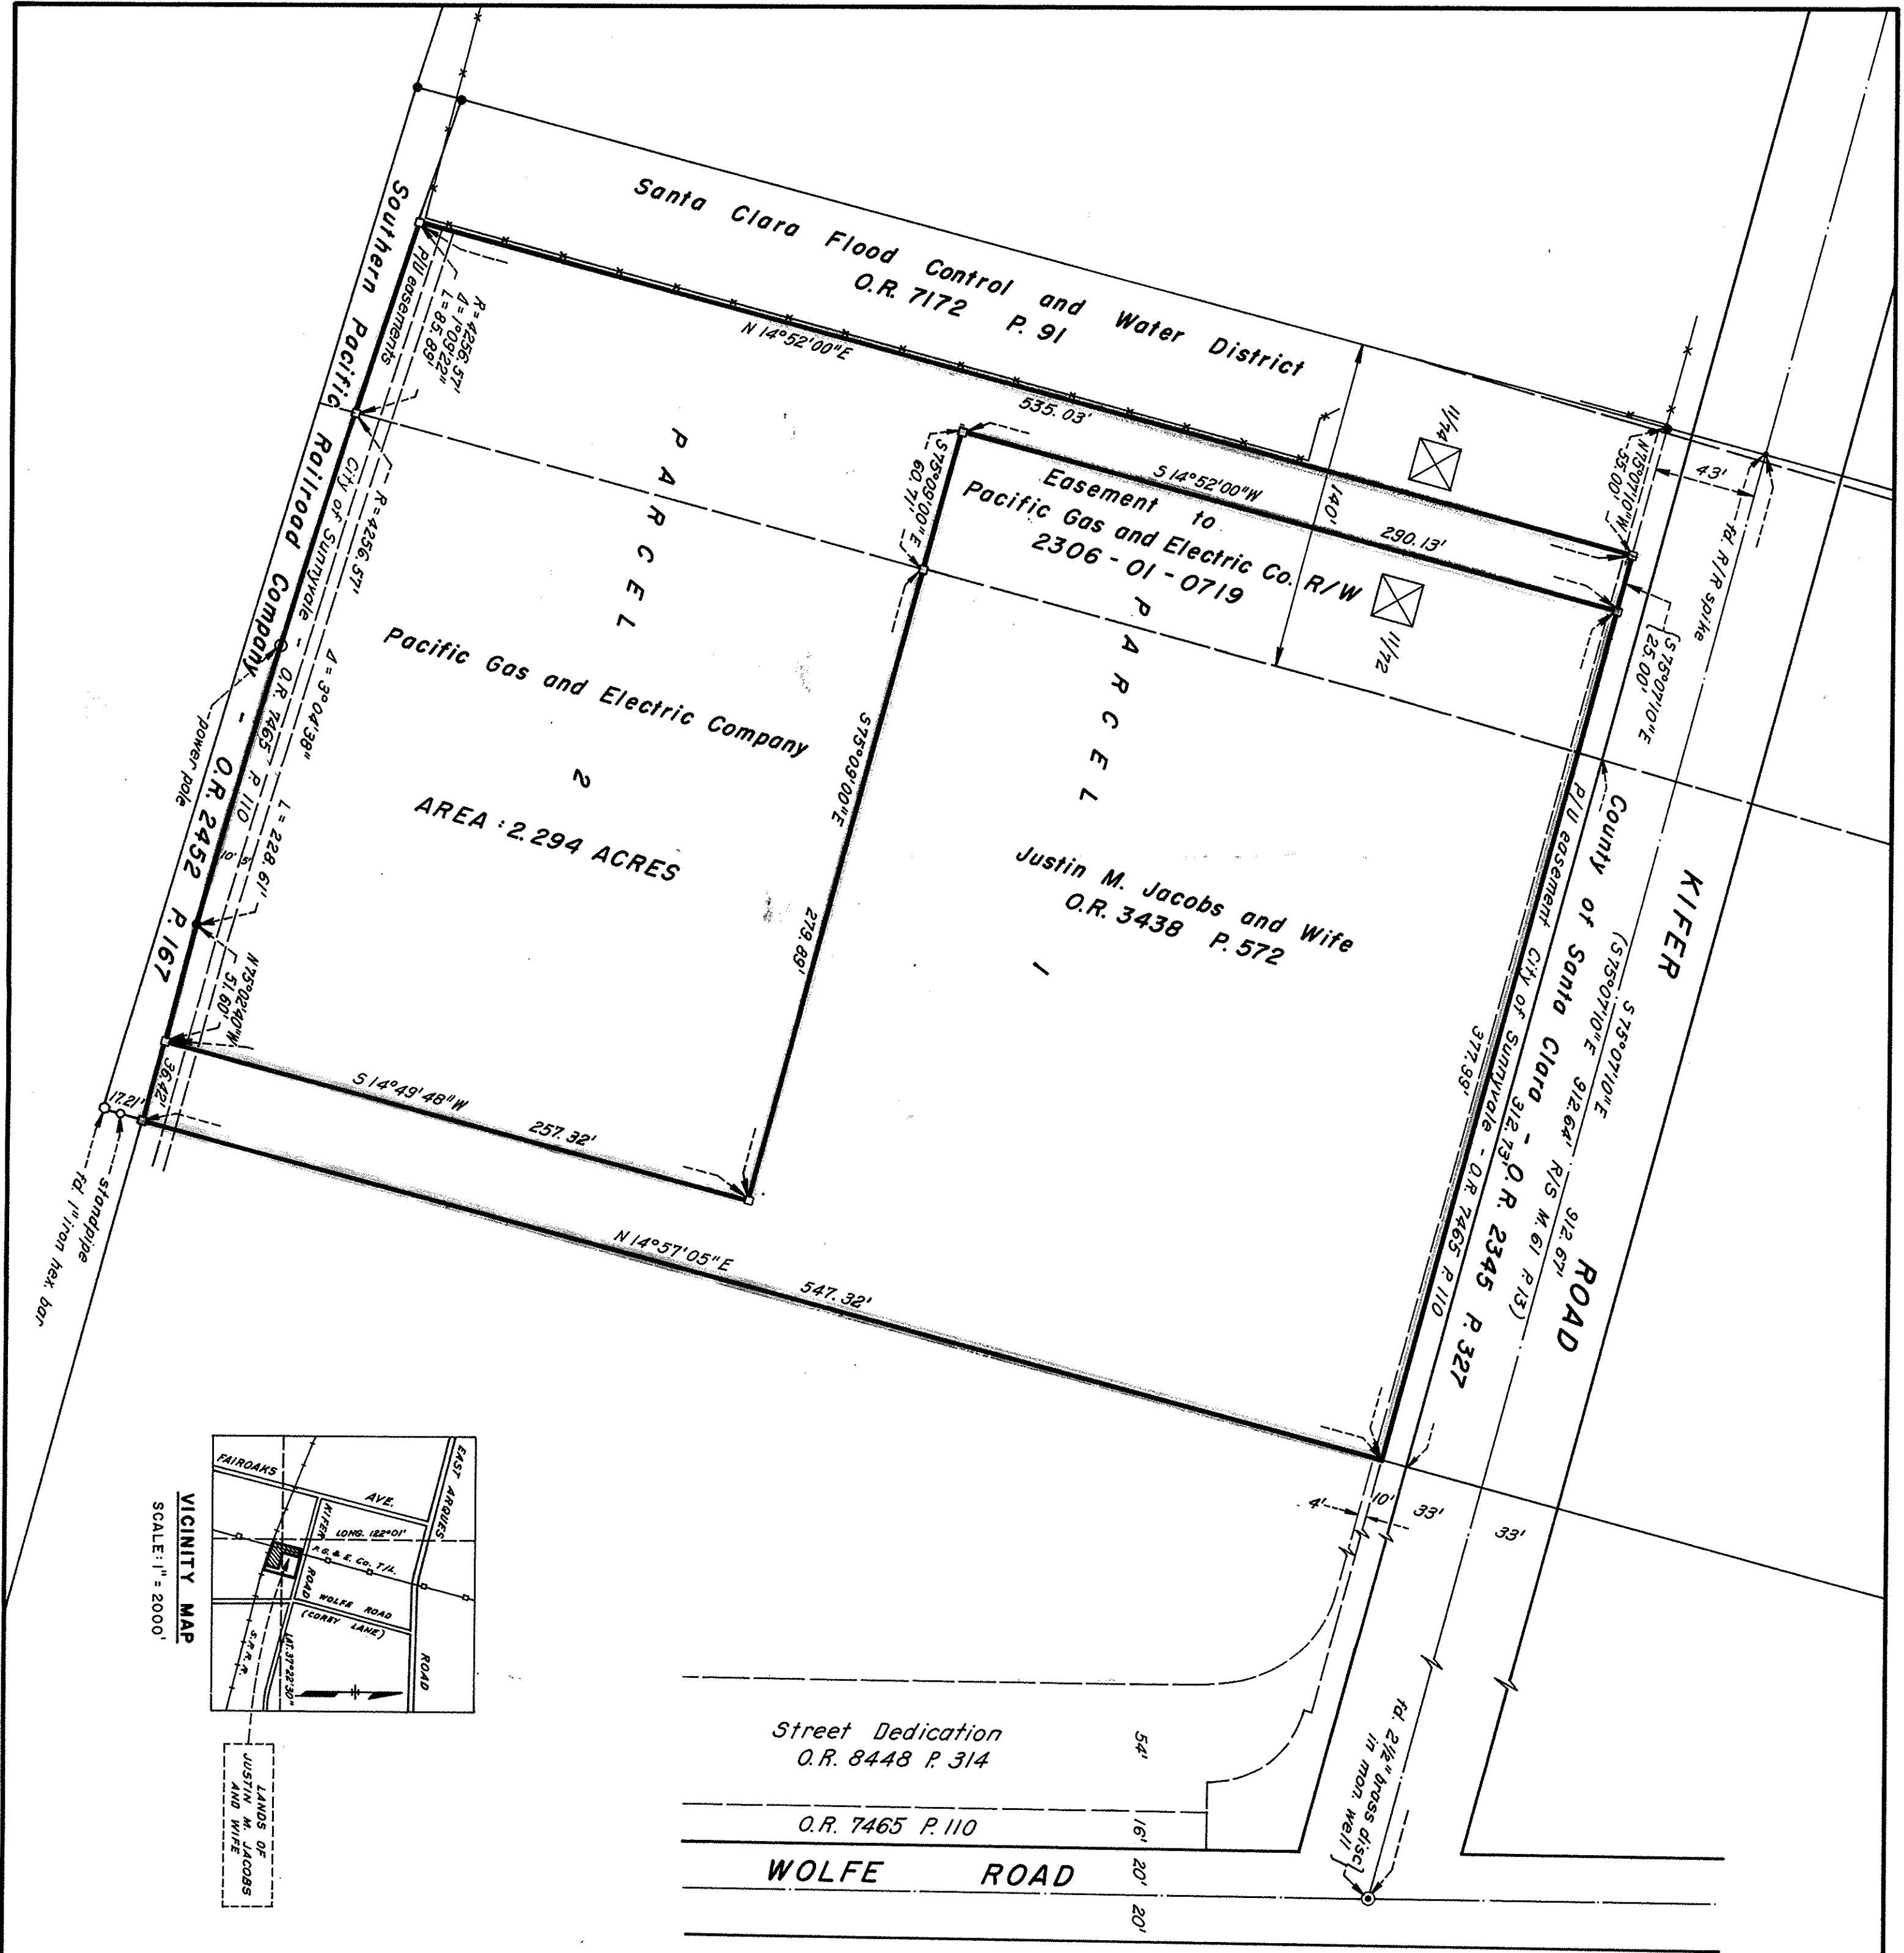 Santa Clara Flood Control and Water District
O.R. 7172 P. 91
N 14°52'00"E
535.03'
Southern Pacific Railroad Company - O.R. 2452 P. 167
P/U easements
City of Sunnyvale - O.R. 7465 P. 110
R=4256.57'
Δ=1°09'22"
L=85.89'
R=4256.57'
Δ=3°04'38"
L=228.61'
10'
5'
power pole
N75°02'40"W
51.60'
36.42'
17.21'
standpipe
fd. 1" iron hex. bar
PARCEL
2
Pacific Gas and Electric Company
AREA : 2.294 ACRES
S75°09'00"E
60.71'
S75°09'00"E
279.89'
S 14°49'48"W
257.32'
N 14°57'05"E
547.32'
S 14°52'00"W
290.13'
Easement to
Pacific Gas and Electric Co. R/W
2306 - 01 - 0719
140'
11/74
11/72
PARCEL
1
Justin M. Jacobs and Wife
O.R. 3438 P. 572
N75°07'10"W
55.00'
43'
fd. R/R spike
S75°07'10"E
25.00'
KIFER ROAD
S 75°07'10"E 912.67'
(S 75°07'10"E 912.64' R/S M. 61 P. 13)
County of Santa Clara - O.R. 2345 P. 327
312.73'
P/U easement City of Sunnyvale - O.R. 7465 P. 110
377.99'
4'
10'
33'
33'
fd. 2½" brass disc
in mon. well
Street Dedication
O.R. 8448 P. 314
54'
O.R. 7465 P. 110
16'
WOLFE ROAD
20'
20'
FAIROAKS AVE.
EAST ARQUES ROAD
KIFER ROAD
LONG. 122°01'
P.G. & E. Co. T/L
WOLFE ROAD
(COREY LANE)
LAT. 37°22'30"
S.P.R.R.
VICINITY MAP
SCALE: 1" = 2000'
LANDS OF
JUSTIN M. JACOBS
AND WIFE